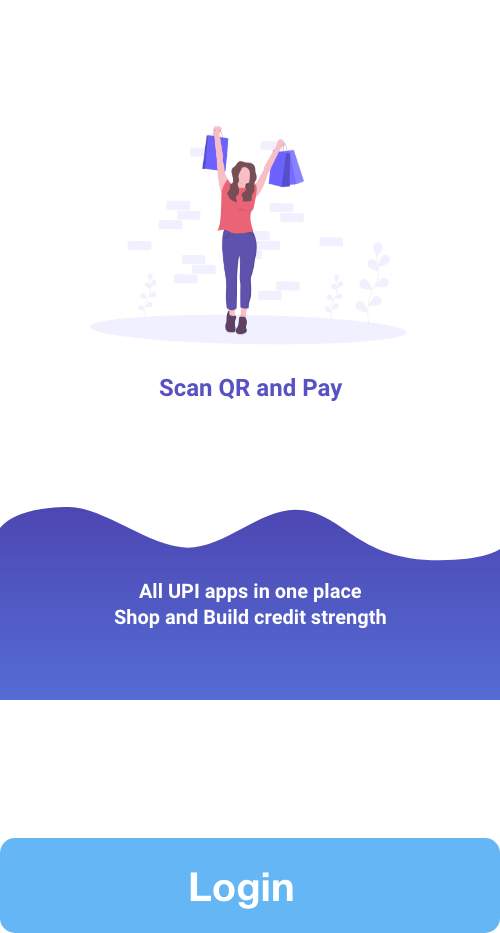 Scan QR and Pay
All UPI apps in one place
Shop and Build credit strength
Login